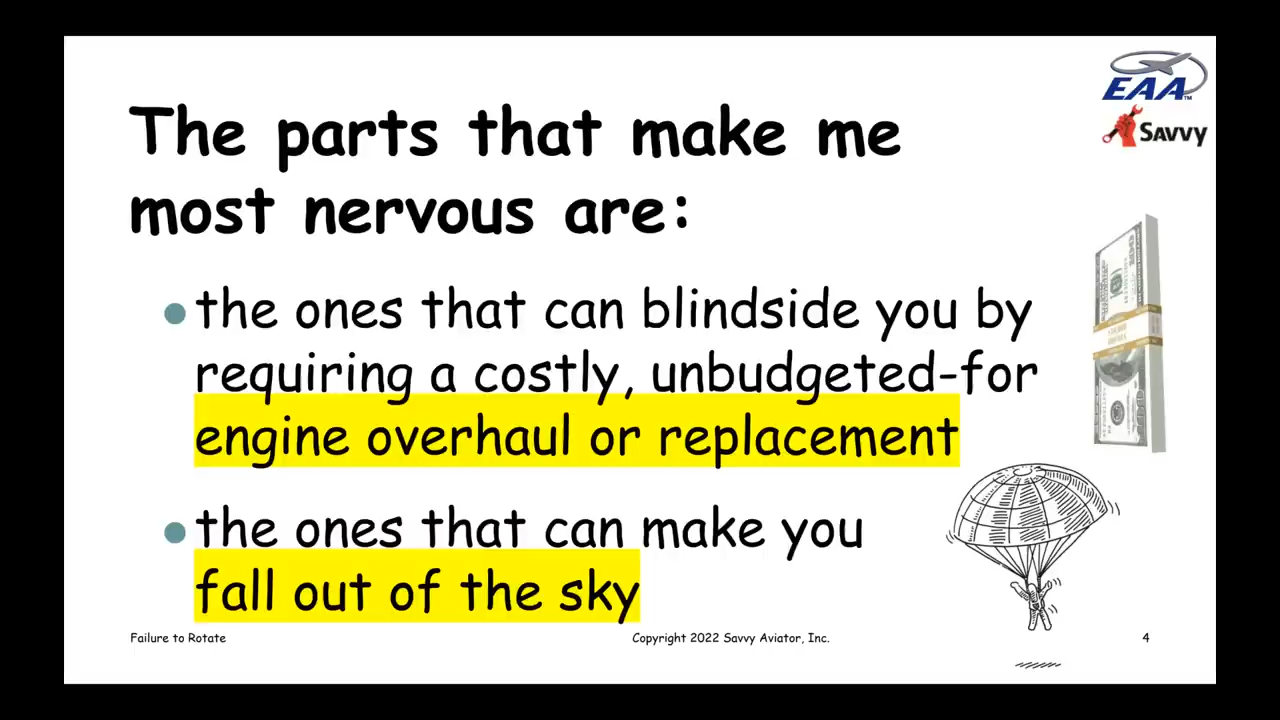 The parts that make me
most nervous are:
the ones that can blindside you by
requiring a costly, unbudgeted-for
engine overhaul or replacement
the ones that can make you
fall out of the sky
EAA
SAVVY
Failure to Rotate
Copyright 2022 Savvy Aviator, Inc.
4